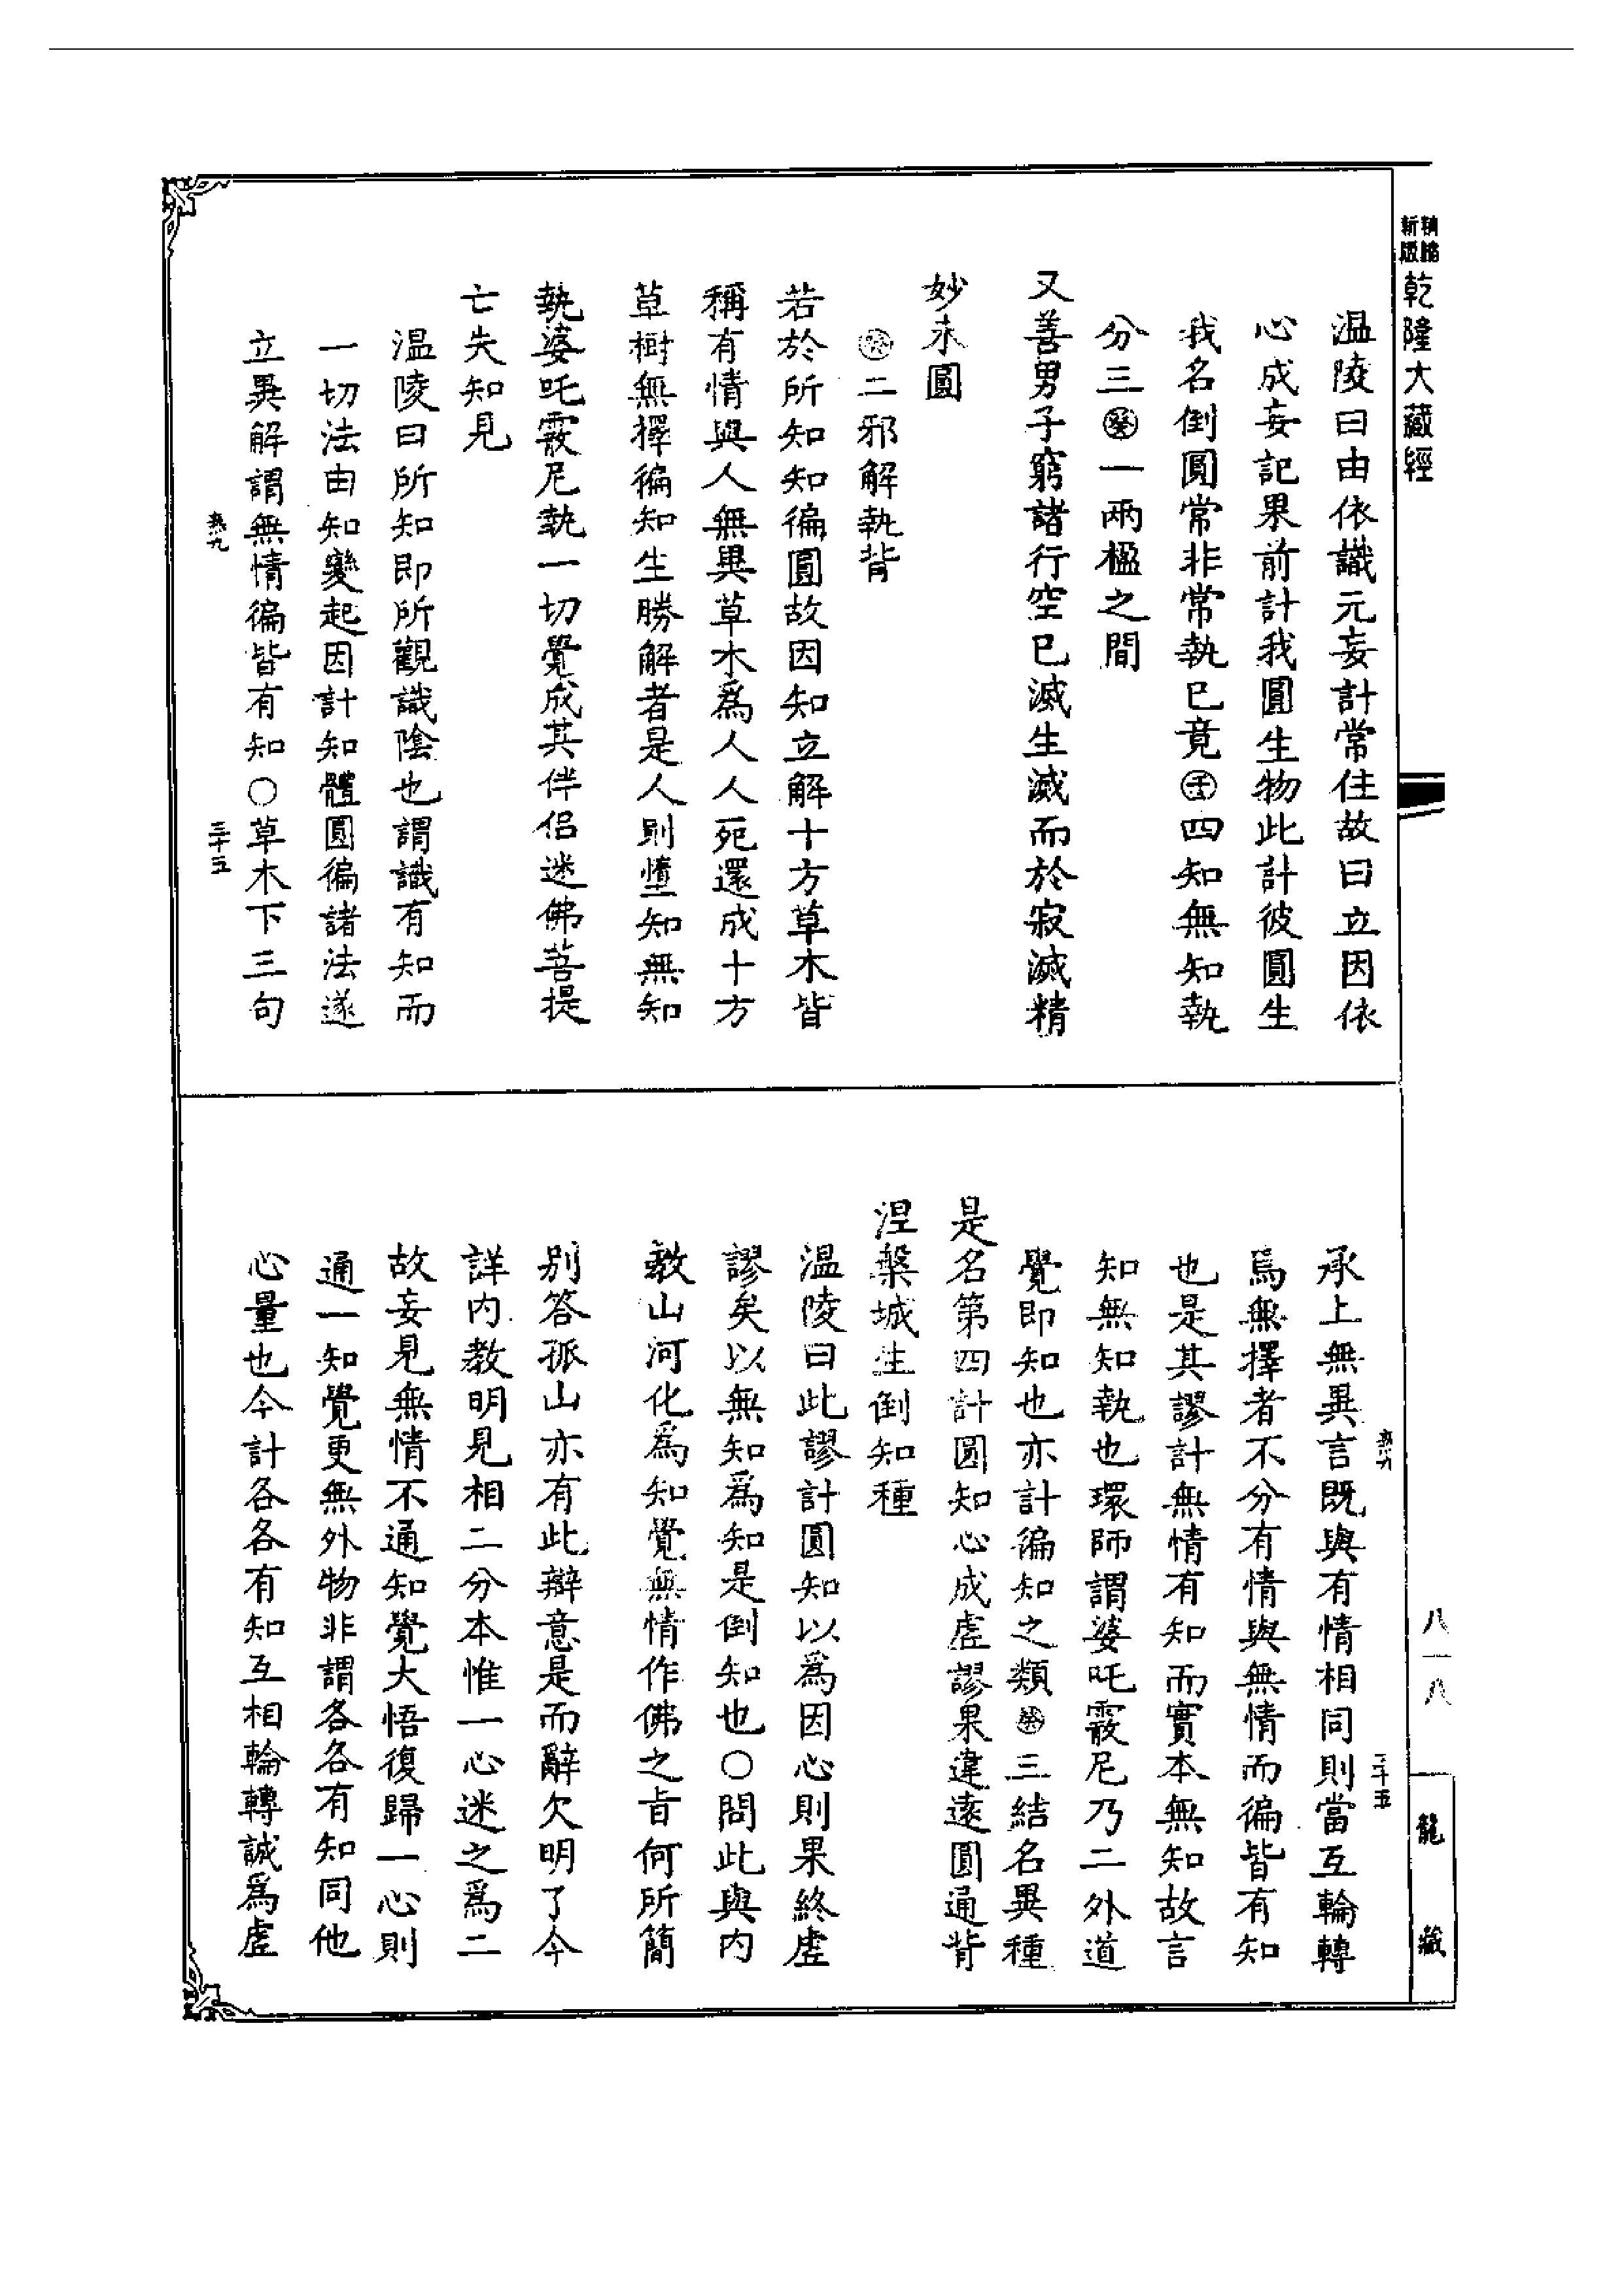 乾隆大藏經
温陵曰由依識元妄計常住故曰立因依
心成妄記果前計我圓生物此計彼圓生
我名倒圓常非常執已竟㊄四知無知執
分三㊛一兩楹之間
又善男子窮諸行空已滅生滅而於寂滅精
妙未圓
二邪解執背
若於所知知徧圓故因知立解十方草木皆
稱有情與人無異草木爲人人死還成十方
草樹無擇徧知生勝解者是人則墮知無知
執婆吒霰尼執一切覺成其伴侶迷佛菩提
亡失知見
温陵曰所知即所觀識陰也謂識有知而
一切法由知變起因計知體圓徧諸法遂
立異解謂無情徧皆有知○草木下三句
三十五
承上無異言既與有情相同則當互輪轉
焉無擇者不分有情與無情而徧皆有知
也是其謬計無情有知而實本無知故言
知無知執也環師謂婆吒霰尼乃二外道
覺即知也亦計徧知之類三結名異種
是名第四計圓知心成虛謬果違遠圓通背
涅槃城生倒知種
温陵曰此謬計圓知以爲因心則果終虛
謬矣以無知爲知是倒知也○問此與内
教山河化爲知覺無情作佛之旨何所簡
别答孤山亦有此辯意是而辭欠明了今
詳内教明見相二分本惟一心迷之爲二
故妄見無情不通知覺大悟復歸一心則
通一知覺更無外物非謂各各有知同他
心量也今計各各有知互相輪轉誠爲虛
三十五
八一八
龍藏